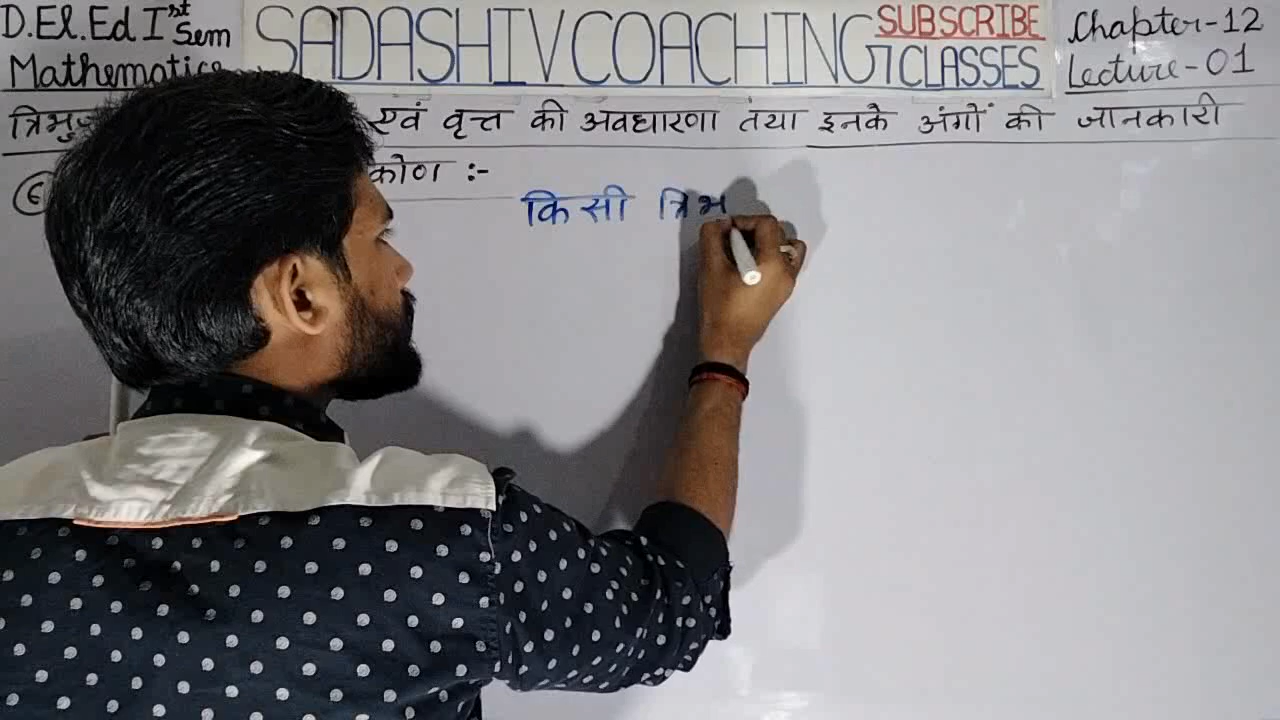 D.El.Ed Ist Sem
Mathematics
SADASHIV COACHING CLASSES
SUBSCRIBE
Chapter-12
Lecture-01
एवं वृत्त की अवधारणा तथा इनके अंगों की जानकारी
कोण :-
किसी त्रिभ